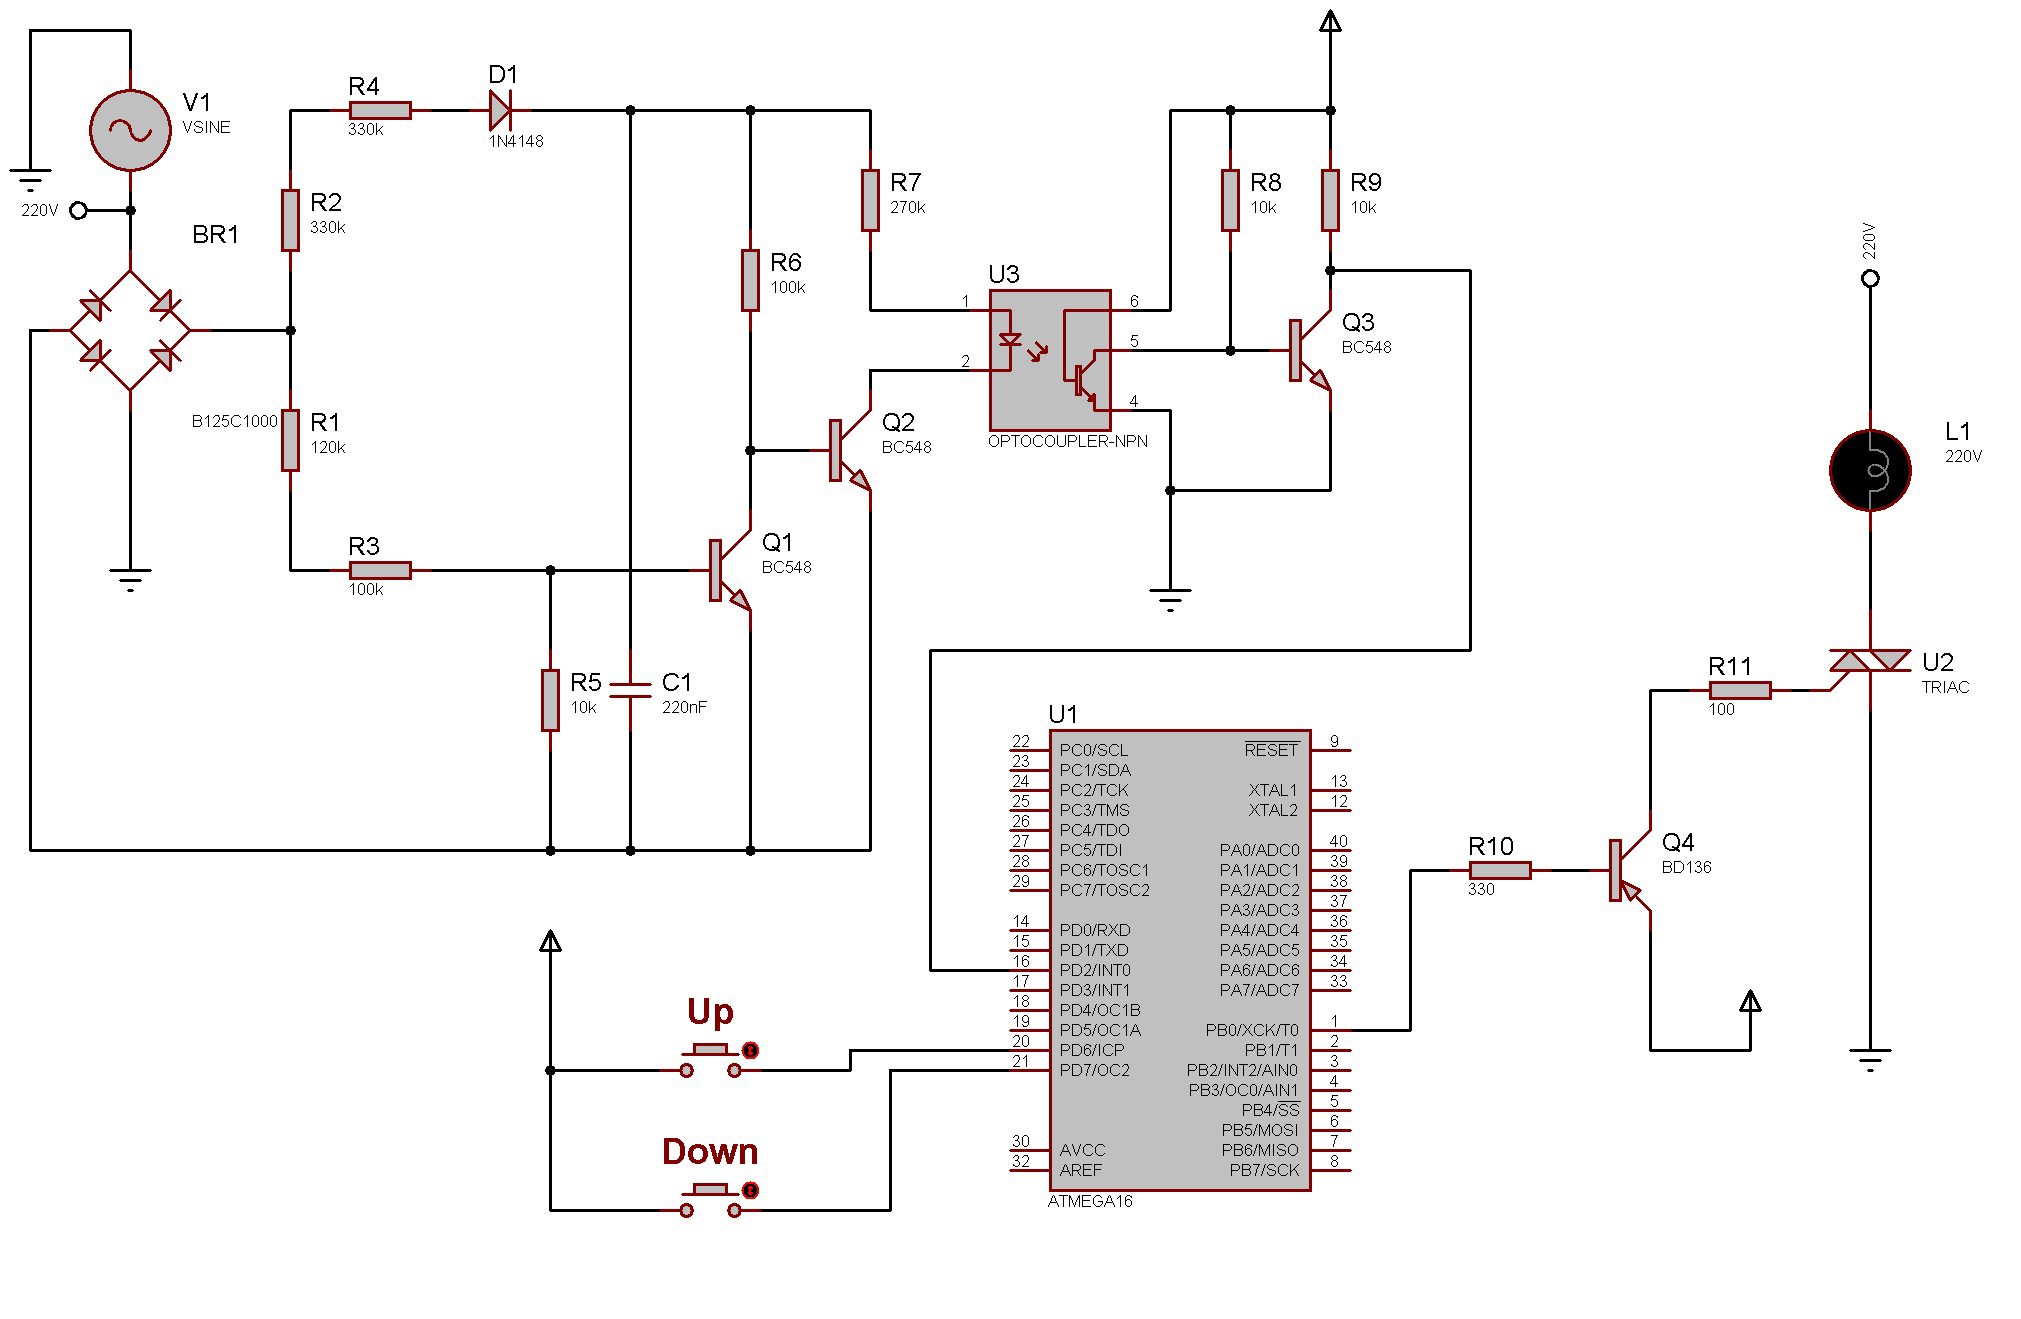 V1
VSINE
220V
BR1
B125C1000
R4
330k
D1
1N4148
R2
330k
R1
120k
R3
100k
R5
10k
C1
220nF
R6
100k
R7
270k
Q1
BC548
Q2
BC548
U3
1
2
6
5
4
OPTOCOUPLER-NPN
R8
10k
R9
10k
Q3
BC548
220V
L1
220V
U2
TRIAC
R11
100
Q4
BD136
R10
330
Up
Down
U1
22 PC0/SCL
23 PC1/SDA
24 PC2/TCK
25 PC3/TMS
26 PC4/TDO
27 PC5/TDI
28 PC6/TOSC1
29 PC7/TOSC2
14 PD0/RXD
15 PD1/TXD
16 PD2/INT0
17 PD3/INT1
18 PD4/OC1B
19 PD5/OC1A
20 PD6/ICP
21 PD7/OC2
30 AVCC
32 AREF
RESET 9
XTAL1 13
XTAL2 12
PA0/ADC0 40
PA1/ADC1 39
PA2/ADC2 38
PA3/ADC3 37
PA4/ADC4 36
PA5/ADC5 35
PA6/ADC6 34
PA7/ADC7 33
PB0/XCK/T0 1
PB1/T1 2
PB2/INT2/AIN0 3
PB3/OC0/AIN1 4
PB4/SS 5
PB5/MOSI 6
PB6/MISO 7
PB7/SCK 8
ATMEGA16